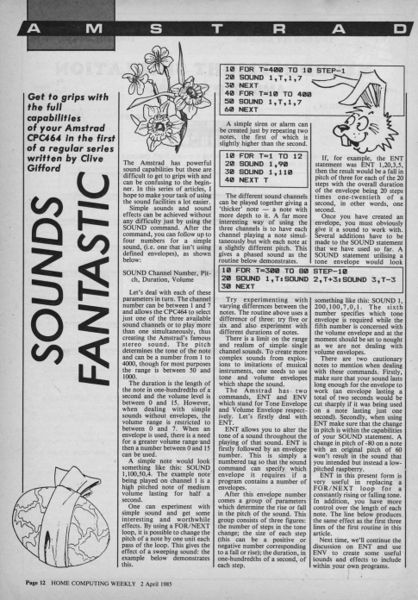 AMSTRAD
Get to grips with
the full
capabilities
of your Amstrad
CPC464 in the first
of a regular series
written by Clive
Gifford
SOUNDS
FANTASTIC
The Amstrad has powerful
sound capabilities but these are
difficult to get to grips with and
can be confusing to the begin-
ner. In this series of articles, I
hope to make your task of using
the sound facilities a lot easier.
Simple sounds and sound
effects can be achieved without
any difficulty just by using the
SOUND command. After the
command, you can follow up to
four numbers for a simple
sound, (i.e. one that isn't using
defined envelopes), as shown
below:
SOUND Channel Number, Pit-
ch, Duration, Volume
Let's deal with each of these
parameters in turn. The channel
number can be between 1 and 7
and allows the CPC464 to select
just one of the three available
sound channels or to play more
than one simultaneously, thus
creating the Amstrad's famous
stereo sound. The pitch
determines the tone of the note
and can be a number from 1 to
4000, though for most purposes
the range is between 50 and
1000.
The duration is the length of
the note in one-hundredths of a
second and the volume level is
between 0 and 15. However,
when dealing with simple
sounds without envelopes, the
volume range is restricted to
between 0 and 7. When an
envelope is used, there is a need
for a greater volume range and
then a number between 0 and 15
can be used.
A simple note would look
something like this: SOUND
1,100,50,4. The example note
being played on channel 1 is a
high pitched note of medium
volume lasting for half a
second.
One can experiment with
simple sound and get some
interesting and worthwhile
effects. By using a FOR/NEXT
loop, it is possible to change the
pitch of a note by one unit each
pass of the loop. This gives the
effect of a sweeping sound: the
example below demonstrates
this.
10 FOR T=400 TO 10 STEP-1
20 SOUND 1,T,1,7
30 NEXT
40 FOR T=10 TO 400
50 SOUND 1,T,1,7
60 NEXT
A simple siren or alarm can
be created just by repeating two
notes, the first of which is
slightly higher than the second.
10 FOR T=1 TO 12
20 SOUND 1,90
30 SOUND 1,110
40 NEXT T
The different sound channels
can be played together giving a
'thicker' note — a note with
more depth to it. A far more
interesting way of using the
three channels is to have each
channel playing a note simul-
taneously but with each note at
a slightly different pitch. This
gives a phased sound as the
routine below demonstrates.
10 FOR T=300 TO 80 STEP-10
20 SOUND 1,T:SOUND 2,T+3:SOUND 3,T-3
30 NEXT
Try experimenting with
varying differences between the
notes. The routine above uses a
difference of three: try five or
six and also experiment with
different durations of notes.
There is a limit on the range
and realism of simple single
channel sounds. To create more
complex sounds from explos-
ions to imitations of musical
instruments, one needs to use
tone and volume envelopes
which shape the sound.
The Amstrad has two
commands, ENT and ENV
which stand for Tone Envelope
and Volume Envelope respect-
ively. Let's firstly deal with
ENT.
ENT allows you to alter the
tone of a sound throughout the
playing of that sound. ENT is
firstly followed by an envelope
number. This is simply a
numbered tag so that the sound
command can specify which
envelope it requires if a
program contains a number of
envelopes.
After this envelope number
comes a group of parameters
which determine the rise or fall
in the pitch of the sound. This
group consists of three figures:
the number of steps in the tone
change; the size of each step
(this can be a positive or
negative number corresponding
to a fall or rise); the duration, in
one-hundredths of a second, of
each step.
If, for example, the ENT
statement was ENT 1,20,3,5,
then the result would be a fall in
pitch of three for each of the 20
steps with the overall duration
of the envelope being 20 steps
times one-twentieth of a
second, in other words, one
second.
Once you have created an
envelope, you must obviously
give it a sound to work with.
Several additions have to be
made to the SOUND statement
that we have used so far. A
SOUND statement utilising a
tone envelope would look
something like this: SOUND 1,
200,100,7,0,1. The sixth
number specifies which tone
envelope is required while the
fifth number is concerned with
the volume envelope and at the
moment should be set to nought
as we are not dealing with
volume envelopes.
There are two cautionary
notes to mention when dealing
with these commands. Firstly,
make sure that your sound lasts
long enough for the envelope to
work (an envelope lasting a
total of two seconds would be
cut sharply if it was being used
on a note lasting just one
second). Secondly, when using
ENT make sure that the change
in pitch is within the capabilities
of your SOUND statement. A
change in pitch of -80 on a note
with an original pitch of 60
won't result in the sound that
you intended but instead a low-
pitched raspberry.
ENT in this present form is
very useful in replacing a
FOR/NEXT loop for a
constantly rising or falling tone.
In addition, you have more
control over the length of each
note. The line below produces
the same effect as the first three
lines of the first routine in this
article.
Next time, we'll continue the
discussion on ENT and use
ENV to create some useful
sounds and effects to include
within your own programs.
Page 12 HOME COMPUTING WEEKLY 2 April 1985